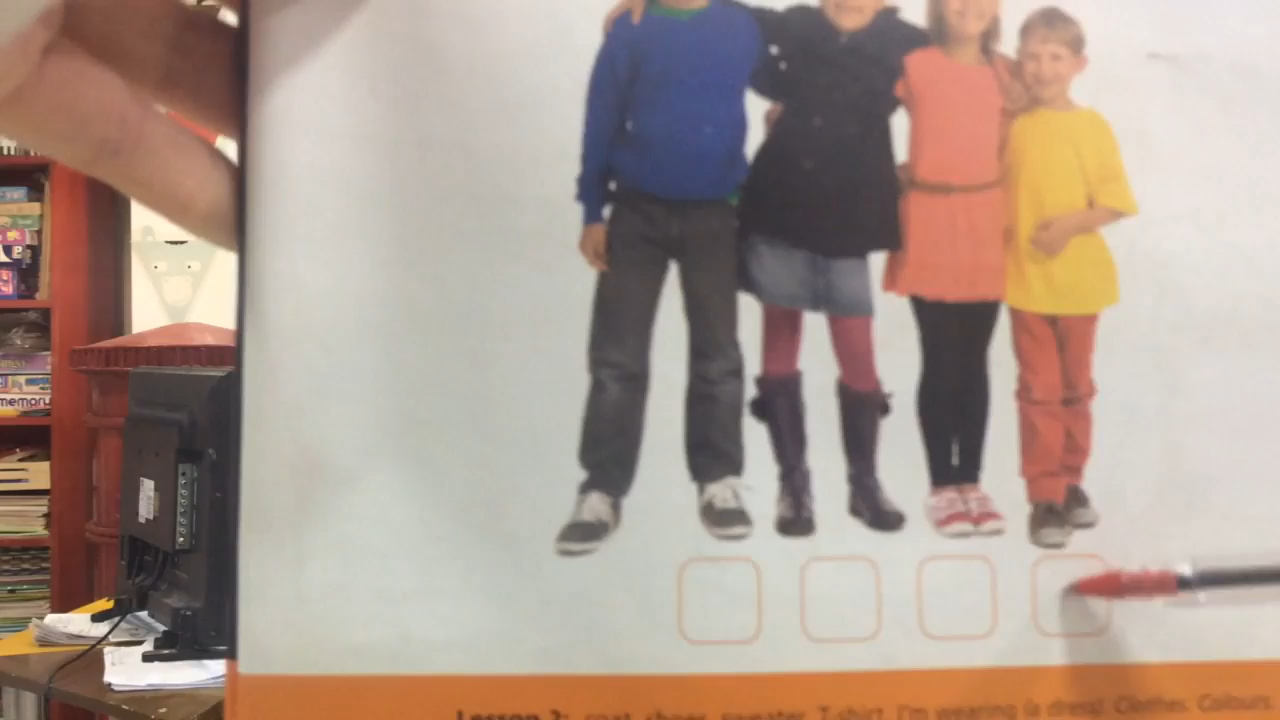 memory
Lesson 2: coat, shoes, sweater, T-shirt I'm wearing (a dress). Clothes. Colours.